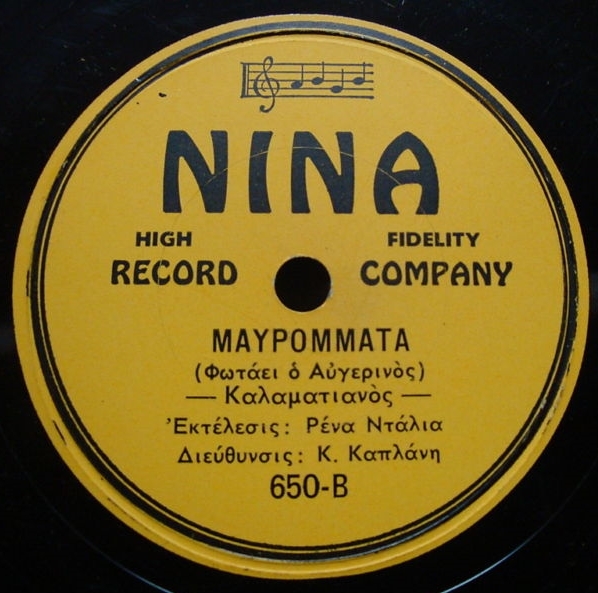 NINA
HIGH FIDELITY
RECORD COMPANY
ΜΑΥΡΟΜΜΑΤΑ
(Φωτάει ὁ Αὐγερινὸς)
— Καλαματιανὸς —
Ἐκτέλεσις: Ρένα Ντάλια
Διεύθυνσις: Κ. Καπλάνη
650-B